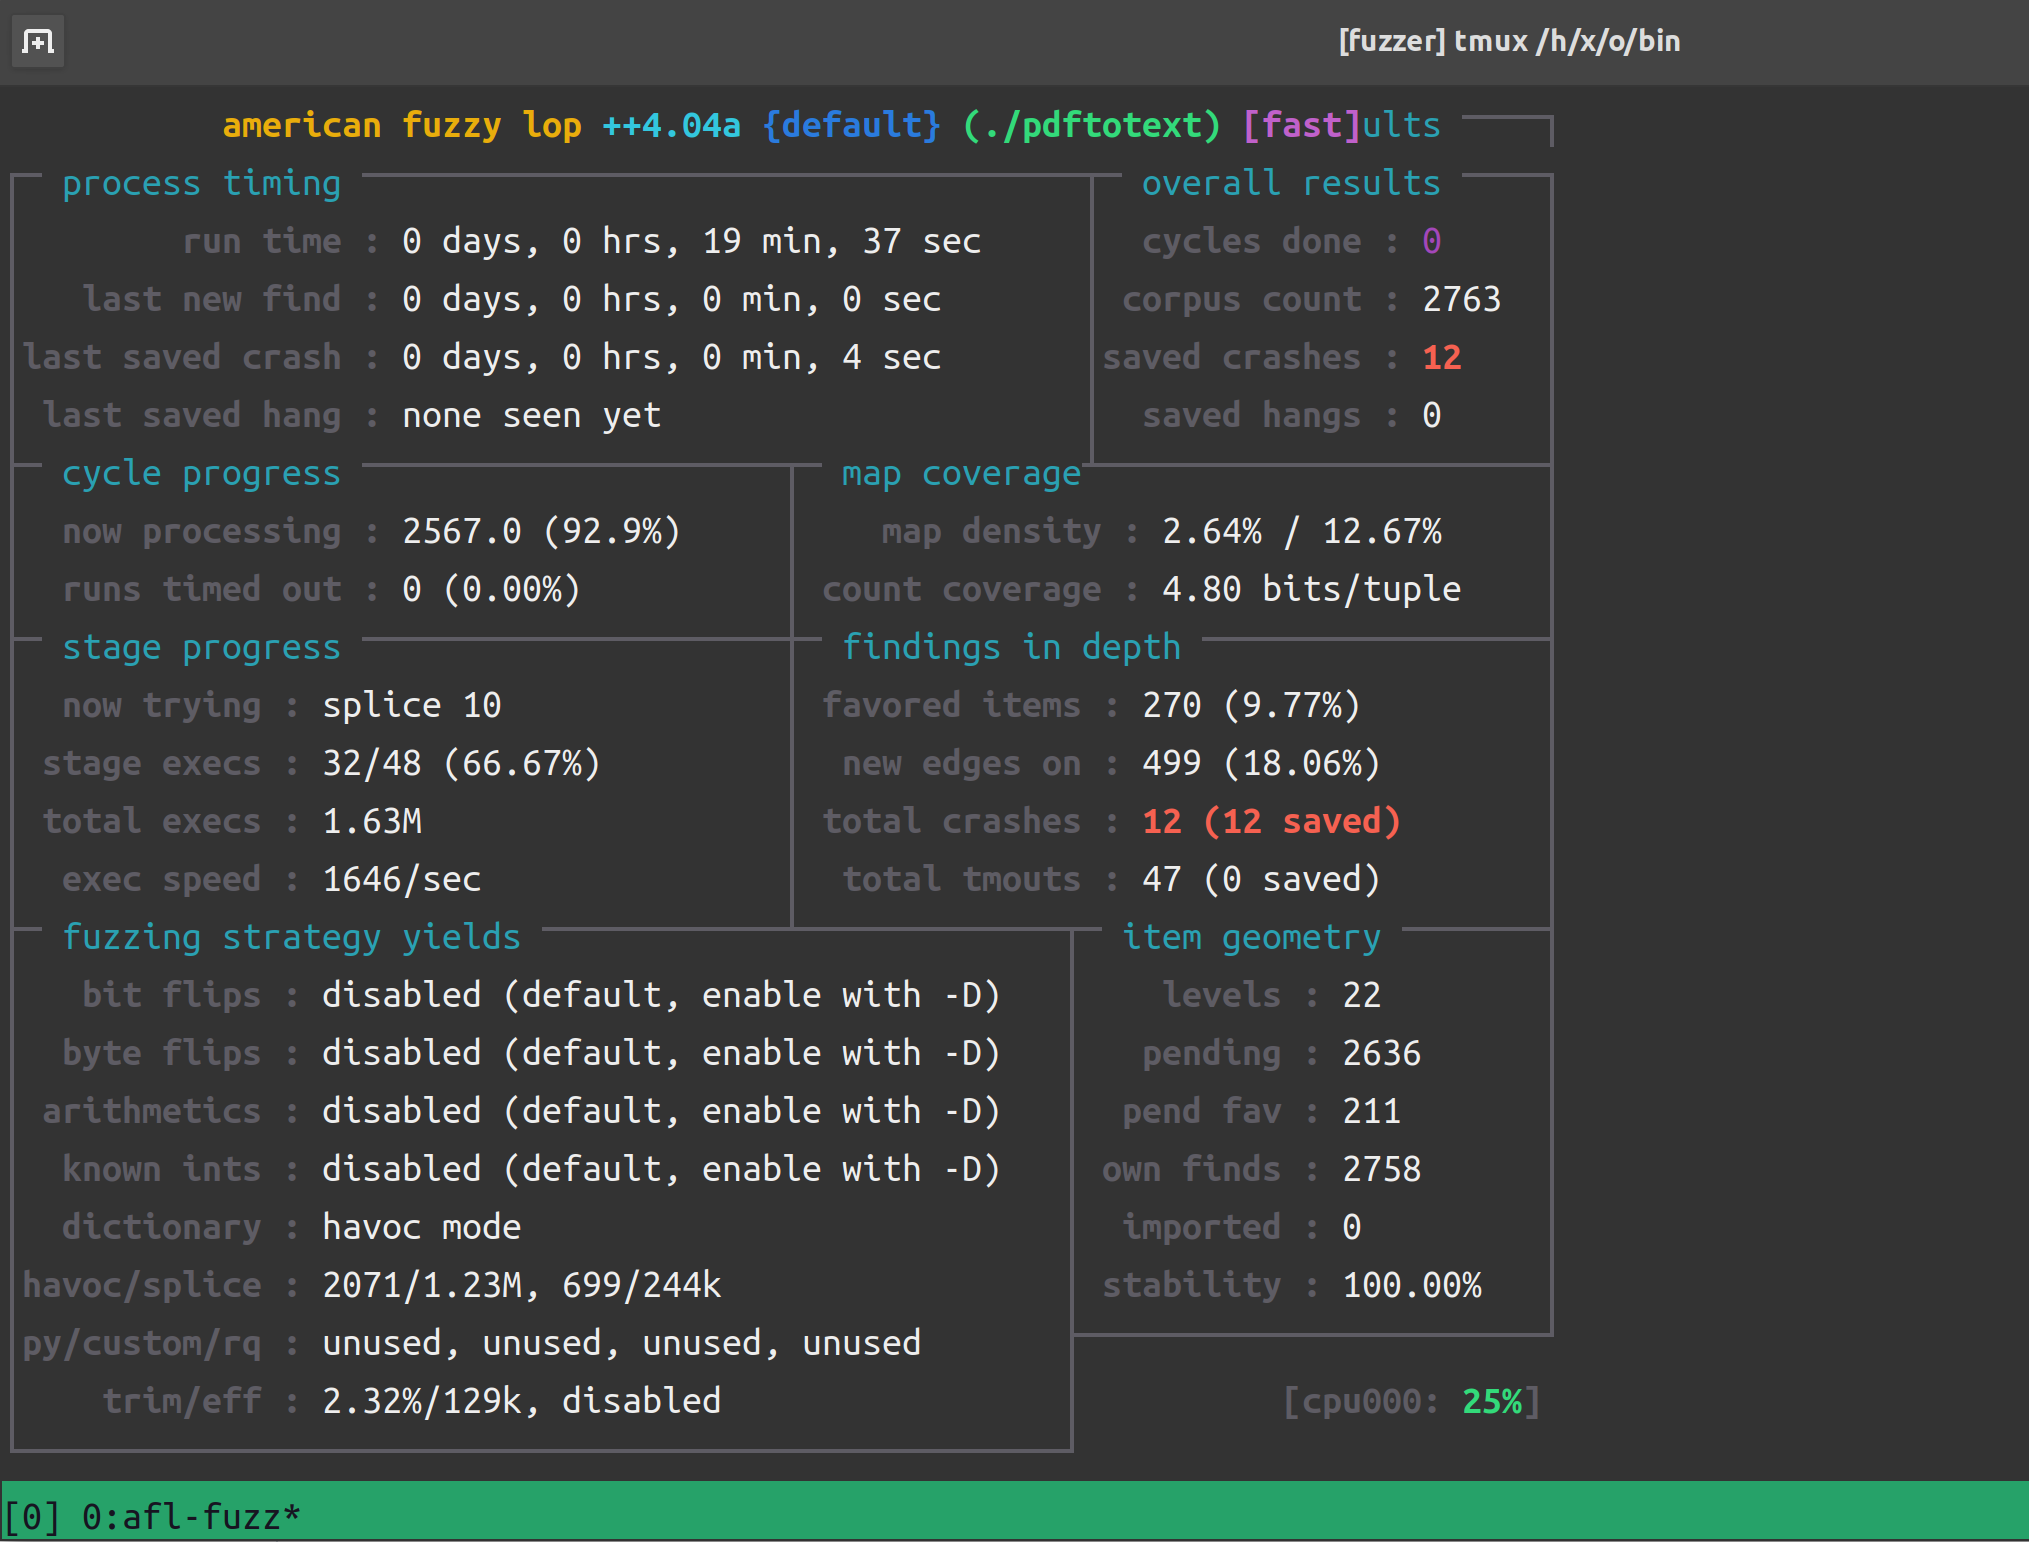 [fuzzer] tmux /h/x/o/bin
american fuzzy lop ++4.04a {default} (./pdftotext) [fast]ults
process timing overall results
run time : 0 days, 0 hrs, 19 min, 37 sec cycles done : 0
last new find : 0 days, 0 hrs, 0 min, 0 sec corpus count : 2763
last saved crash : 0 days, 0 hrs, 0 min, 4 sec saved crashes : 12
last saved hang : none seen yet saved hangs : 0
cycle progress map coverage
now processing : 2567.0 (92.9%) map density : 2.64% / 12.67%
runs timed out : 0 (0.00%) count coverage : 4.80 bits/tuple
stage progress findings in depth
now trying : splice 10 favored items : 270 (9.77%)
stage execs : 32/48 (66.67%) new edges on : 499 (18.06%)
total execs : 1.63M total crashes : 12 (12 saved)
exec speed : 1646/sec total tmouts : 47 (0 saved)
fuzzing strategy yields item geometry
bit flips : disabled (default, enable with -D) levels : 22
byte flips : disabled (default, enable with -D) pending : 2636
arithmetics : disabled (default, enable with -D) pend fav : 211
known ints : disabled (default, enable with -D) own finds : 2758
dictionary : havoc mode imported : 0
havoc/splice : 2071/1.23M, 699/244k stability : 100.00%
py/custom/rq : unused, unused, unused, unused
trim/eff : 2.32%/129k, disabled [cpu000: 25%]
[0] 0:afl-fuzz*